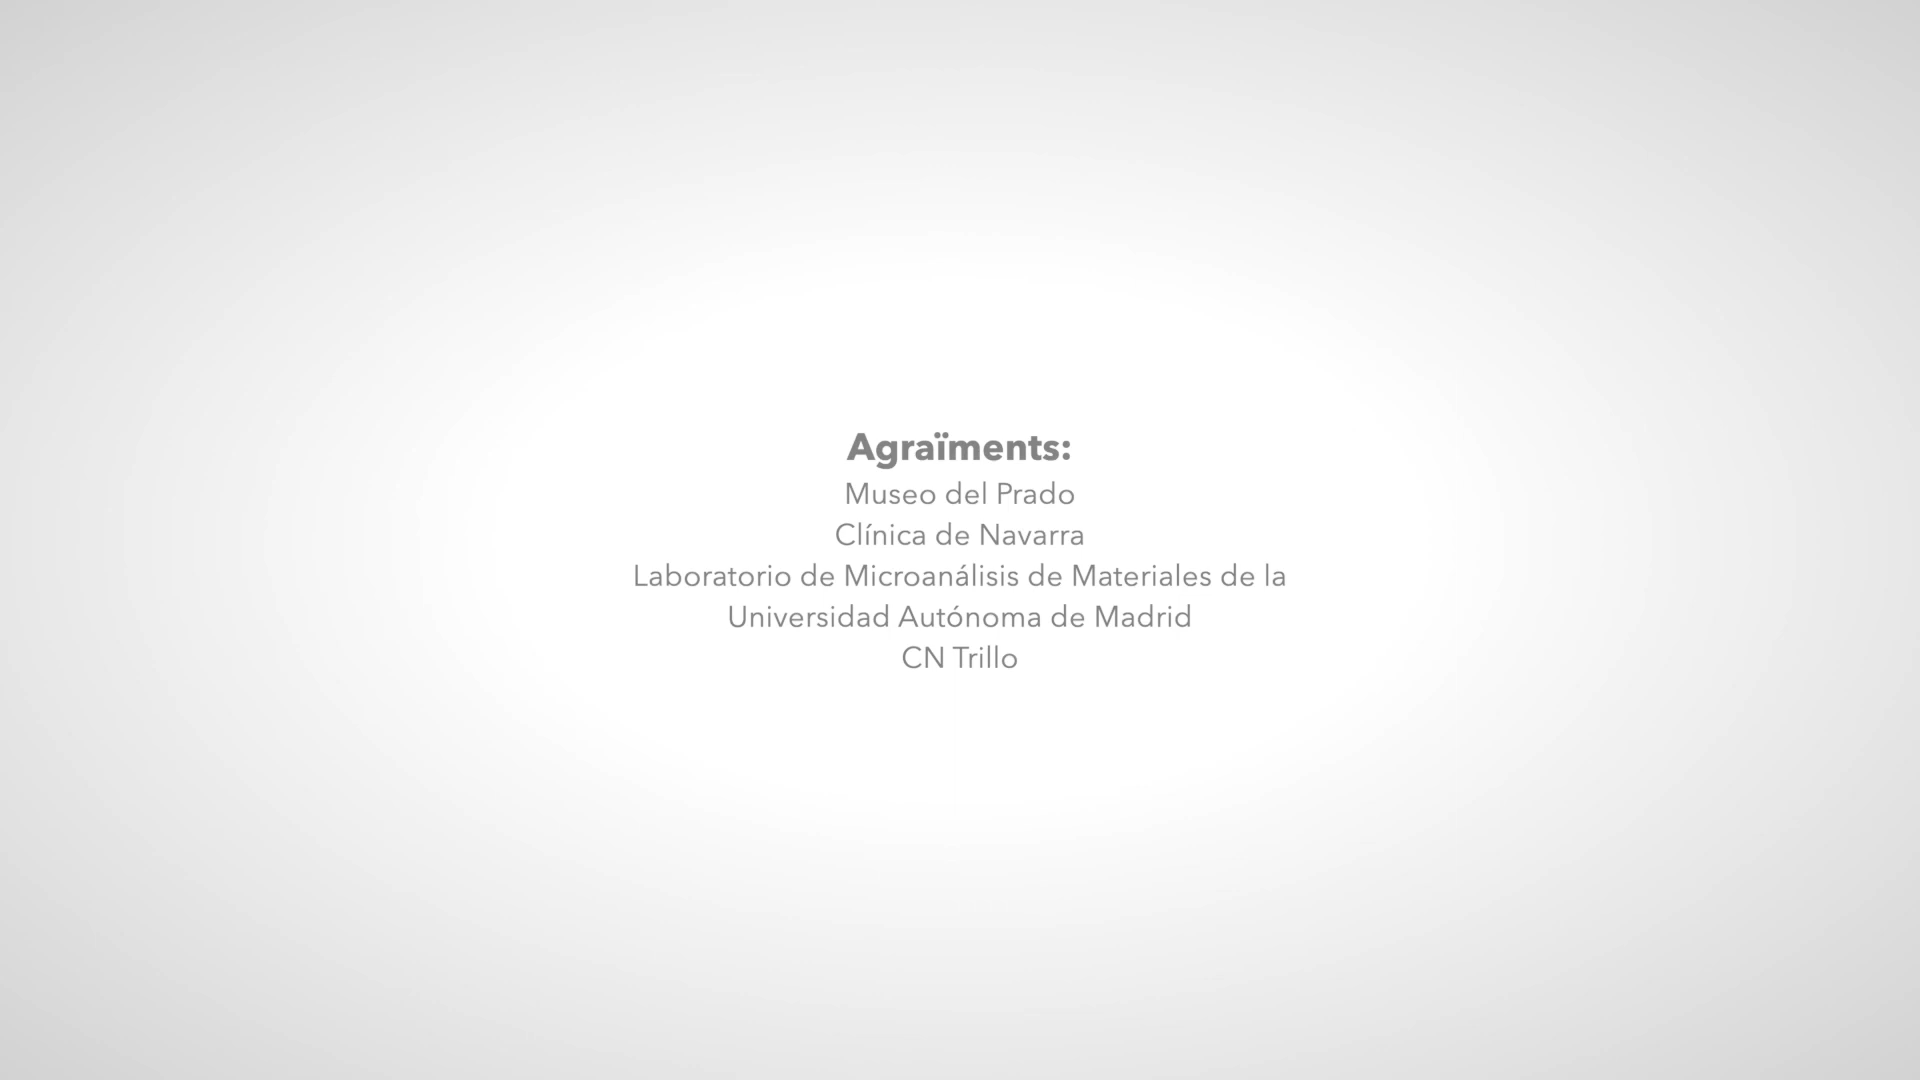 Agraïments:
Museo del Prado
Clínica de Navarra
Laboratorio de Microanálisis de Materiales de la
Universidad Autónoma de Madrid
CN Trillo